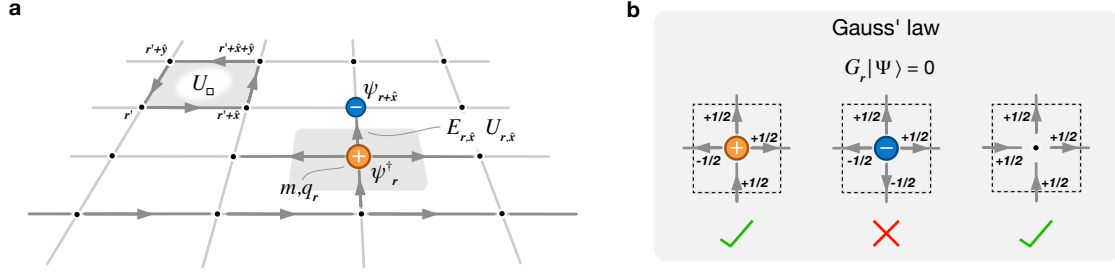 a
r'+ŷ
r'+x̂+ŷ
U□
r'
r'+x̂
−
ψr+x̂
Er,x̂ Ur,x̂
+
ψ†r
m,qr
b
Gauss' law
Gr|Ψ⟩=0
+1/2
+1/2
-1/2
+
+1/2
+1/2
+1/2
-1/2
−
-1/2
+1/2
+1/2
+1/2
+1/2